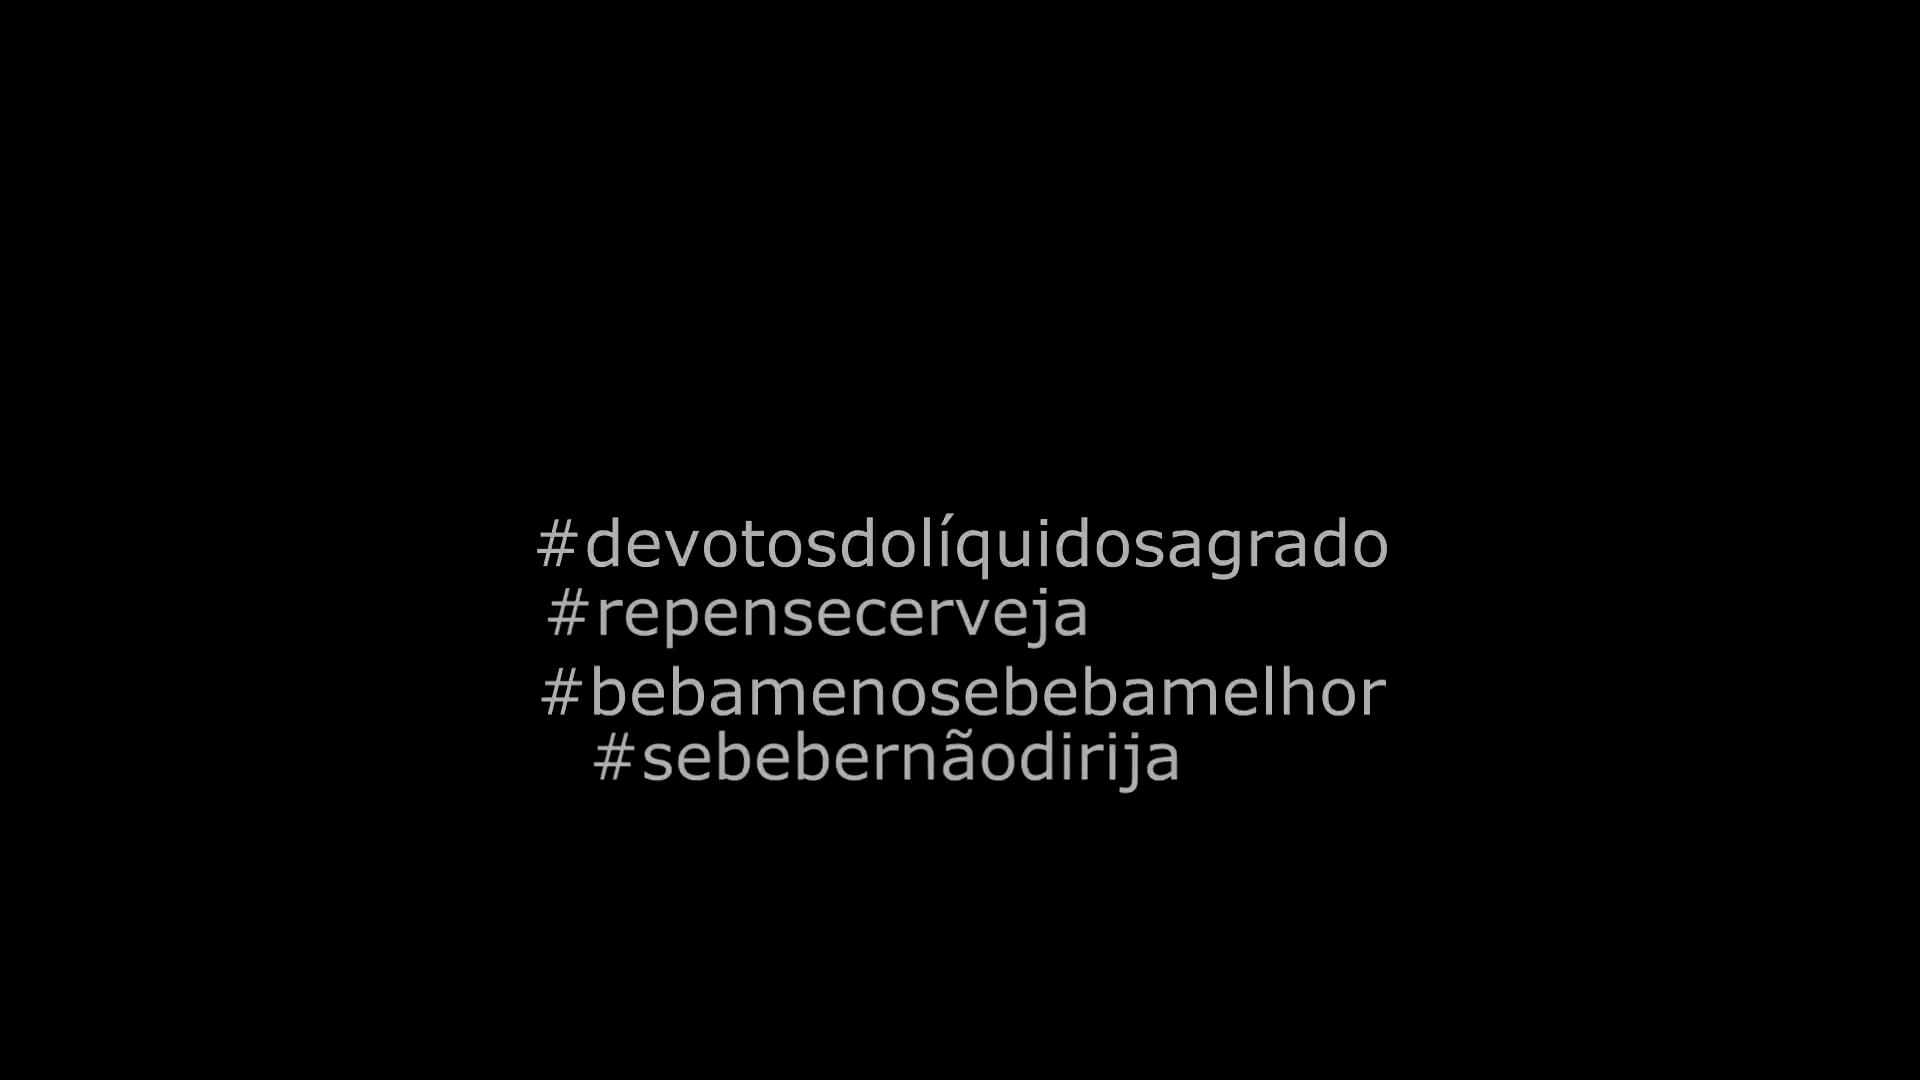 #devotosdolíquidosagrado
#repensecerveja
#bebamenosebebamelhor
#sebebernãodirija